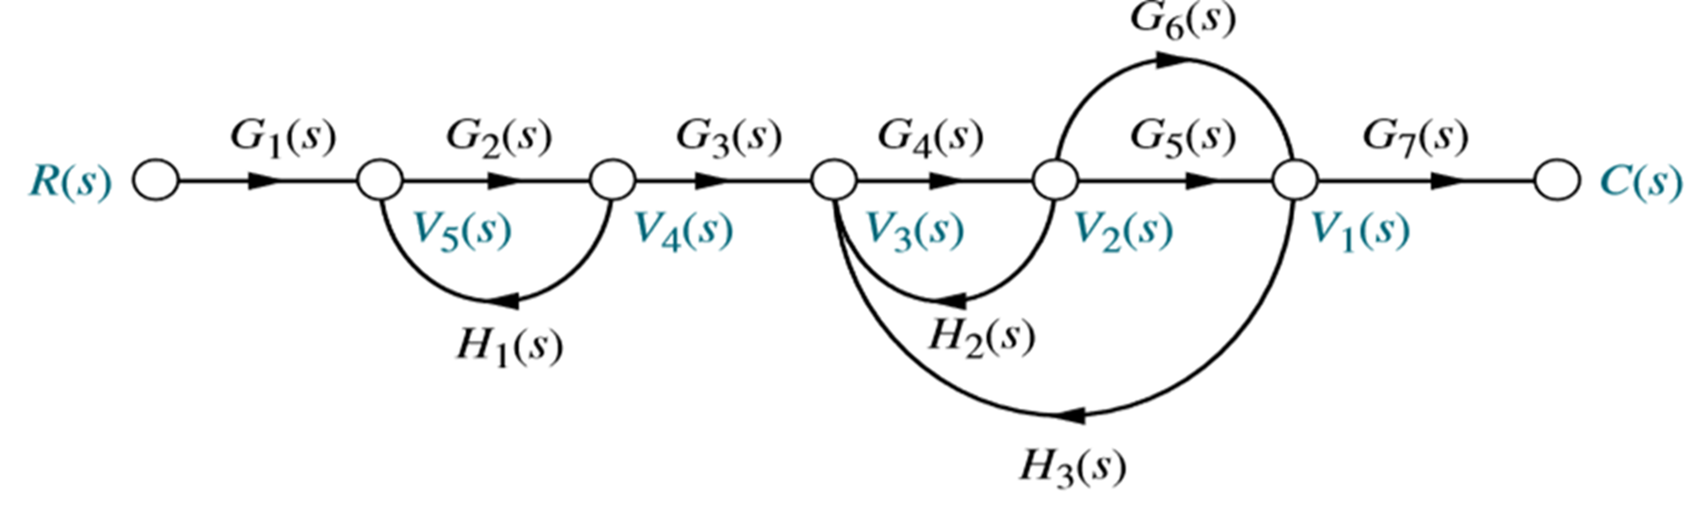 G₆(s)
G₁(s) G₂(s) G₃(s) G₄(s) G₅(s) G₇(s)
R(s) C(s)
V₅(s) V₄(s) V₃(s) V₂(s) V₁(s)
H₁(s) H₂(s)
H₃(s)